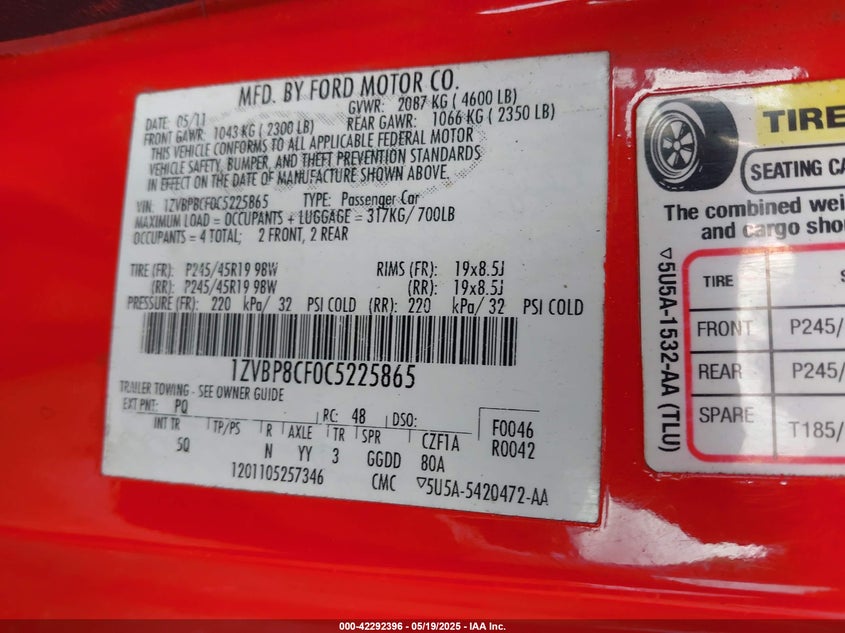 MFD. BY FORD MOTOR CO.
DATE: 05/11 GVWR: 2087 KG ( 4600 LB)
FRONT GAWR: 1043 KG ( 2300 LB) REAR GAWR: 1066 KG ( 2350 LB)
THIS VEHICLE CONFORMS TO ALL APPLICABLE FEDERAL MOTOR
VEHICLE SAFETY, BUMPER, AND THEFT PREVENTION STANDARDS
IN EFFECT ON THE DATE OF MANUFACTURE SHOWN ABOVE.
VIN: 1ZVBP8CF0C5225865 TYPE: Passenger Car
MAXIMUM LOAD = OCCUPANTS + LUGGAGE = 317KG/ 700LB
OCCUPANTS = 4 TOTAL; 2 FRONT, 2 REAR
TIRE (FR): P245/45R19 98W RIMS (FR): 19x8.5J
(RR): P245/45R19 98W (RR): 19x8.5J
PRESSURE (FR): 220 kPa/ 32 PSI COLD (RR): 220 kPa/ 32 PSI COLD
1ZVBP8CF0C5225865
TRAILER TOWING - SEE OWNER GUIDE
EXT PNT: PQ RC: 48 DSO: F0046
INT TR TP/PS R AXLE TR SPR CZF1A R0042
5Q N YY 3 GGDD 80A
1201105257346 CMC ▽5U5A-5420472-AA
TIRE
SEATING CA
The combined wei
and cargo shou
TIRE S
FRONT P245/
REAR P245/
SPARE T185/
▽5U5A-1532-AA (TLU)
000-42292396 - 05/19/2025 - IAA Inc.